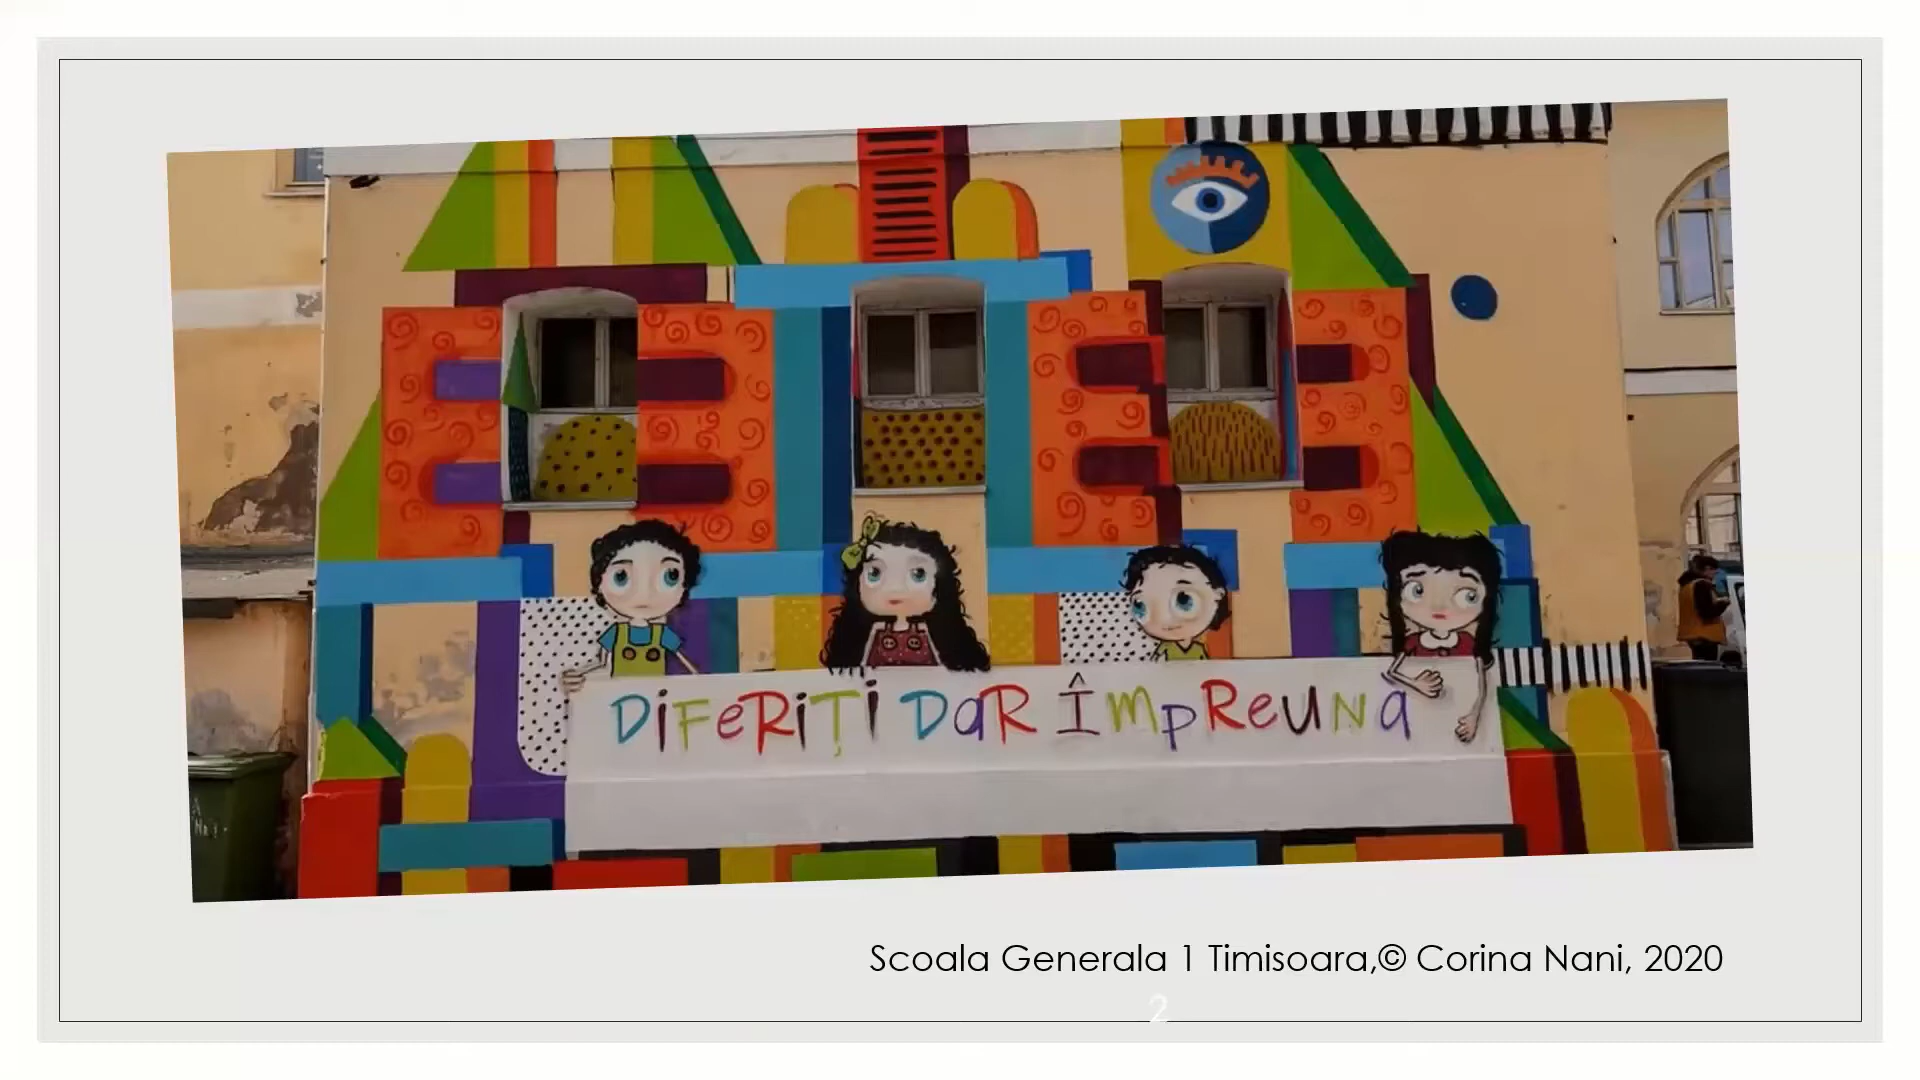 DiFeRiȚi DaR ÎmpReuNa
Scoala Generala 1 Timisoara,© Corina Nani, 2020
2